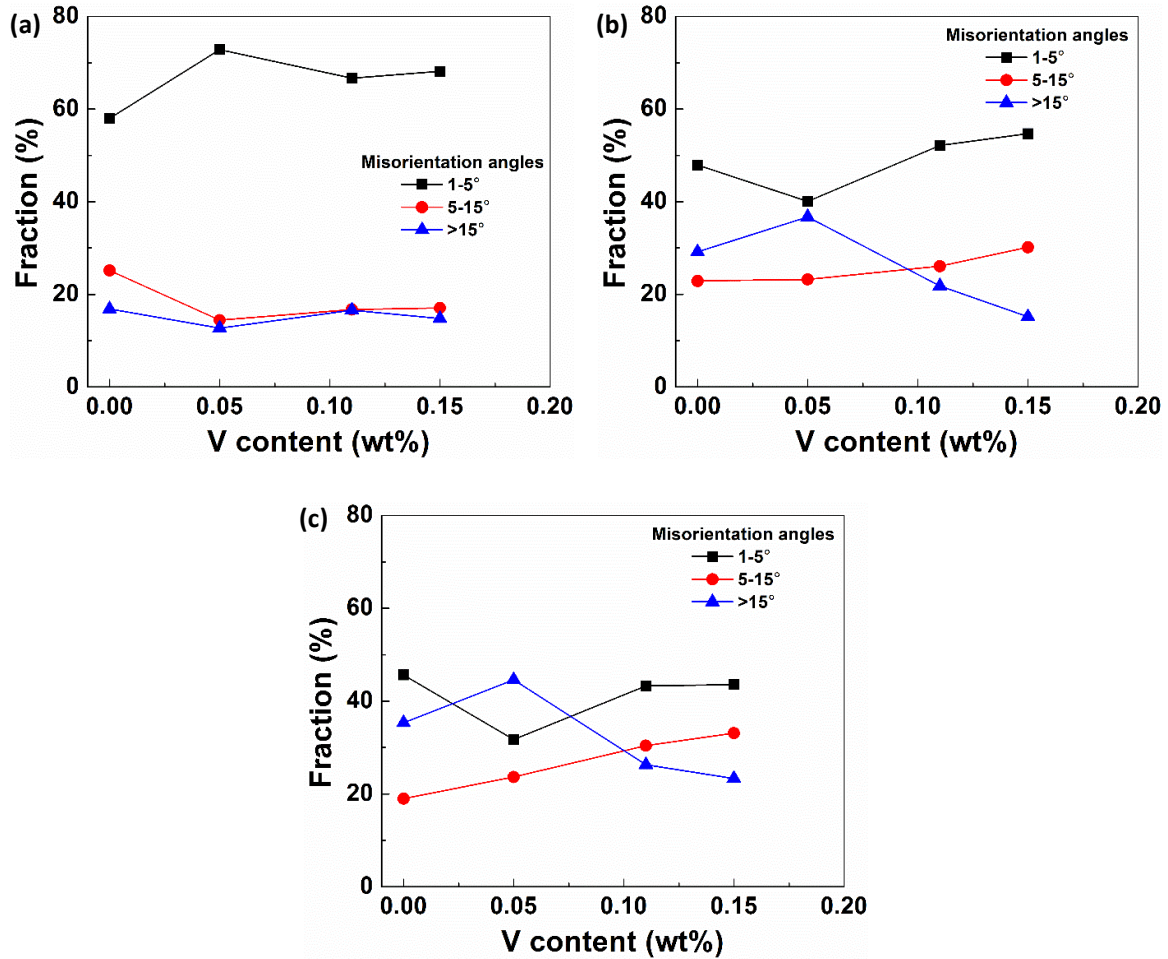 (a)
Misorientation angles
1-5°
5-15°
>15°
Fraction (%)
80
60
40
20
0
0.00 0.05 0.10 0.15 0.20
V content (wt%)
(b)
Misorientation angles
1-5°
5-15°
>15°
Fraction (%)
80
60
40
20
0
0.00 0.05 0.10 0.15 0.20
V content (wt%)
(c)
Misorientation angles
1-5°
5-15°
>15°
Fraction (%)
80
60
40
20
0
0.00 0.05 0.10 0.15 0.20
V content (wt%)